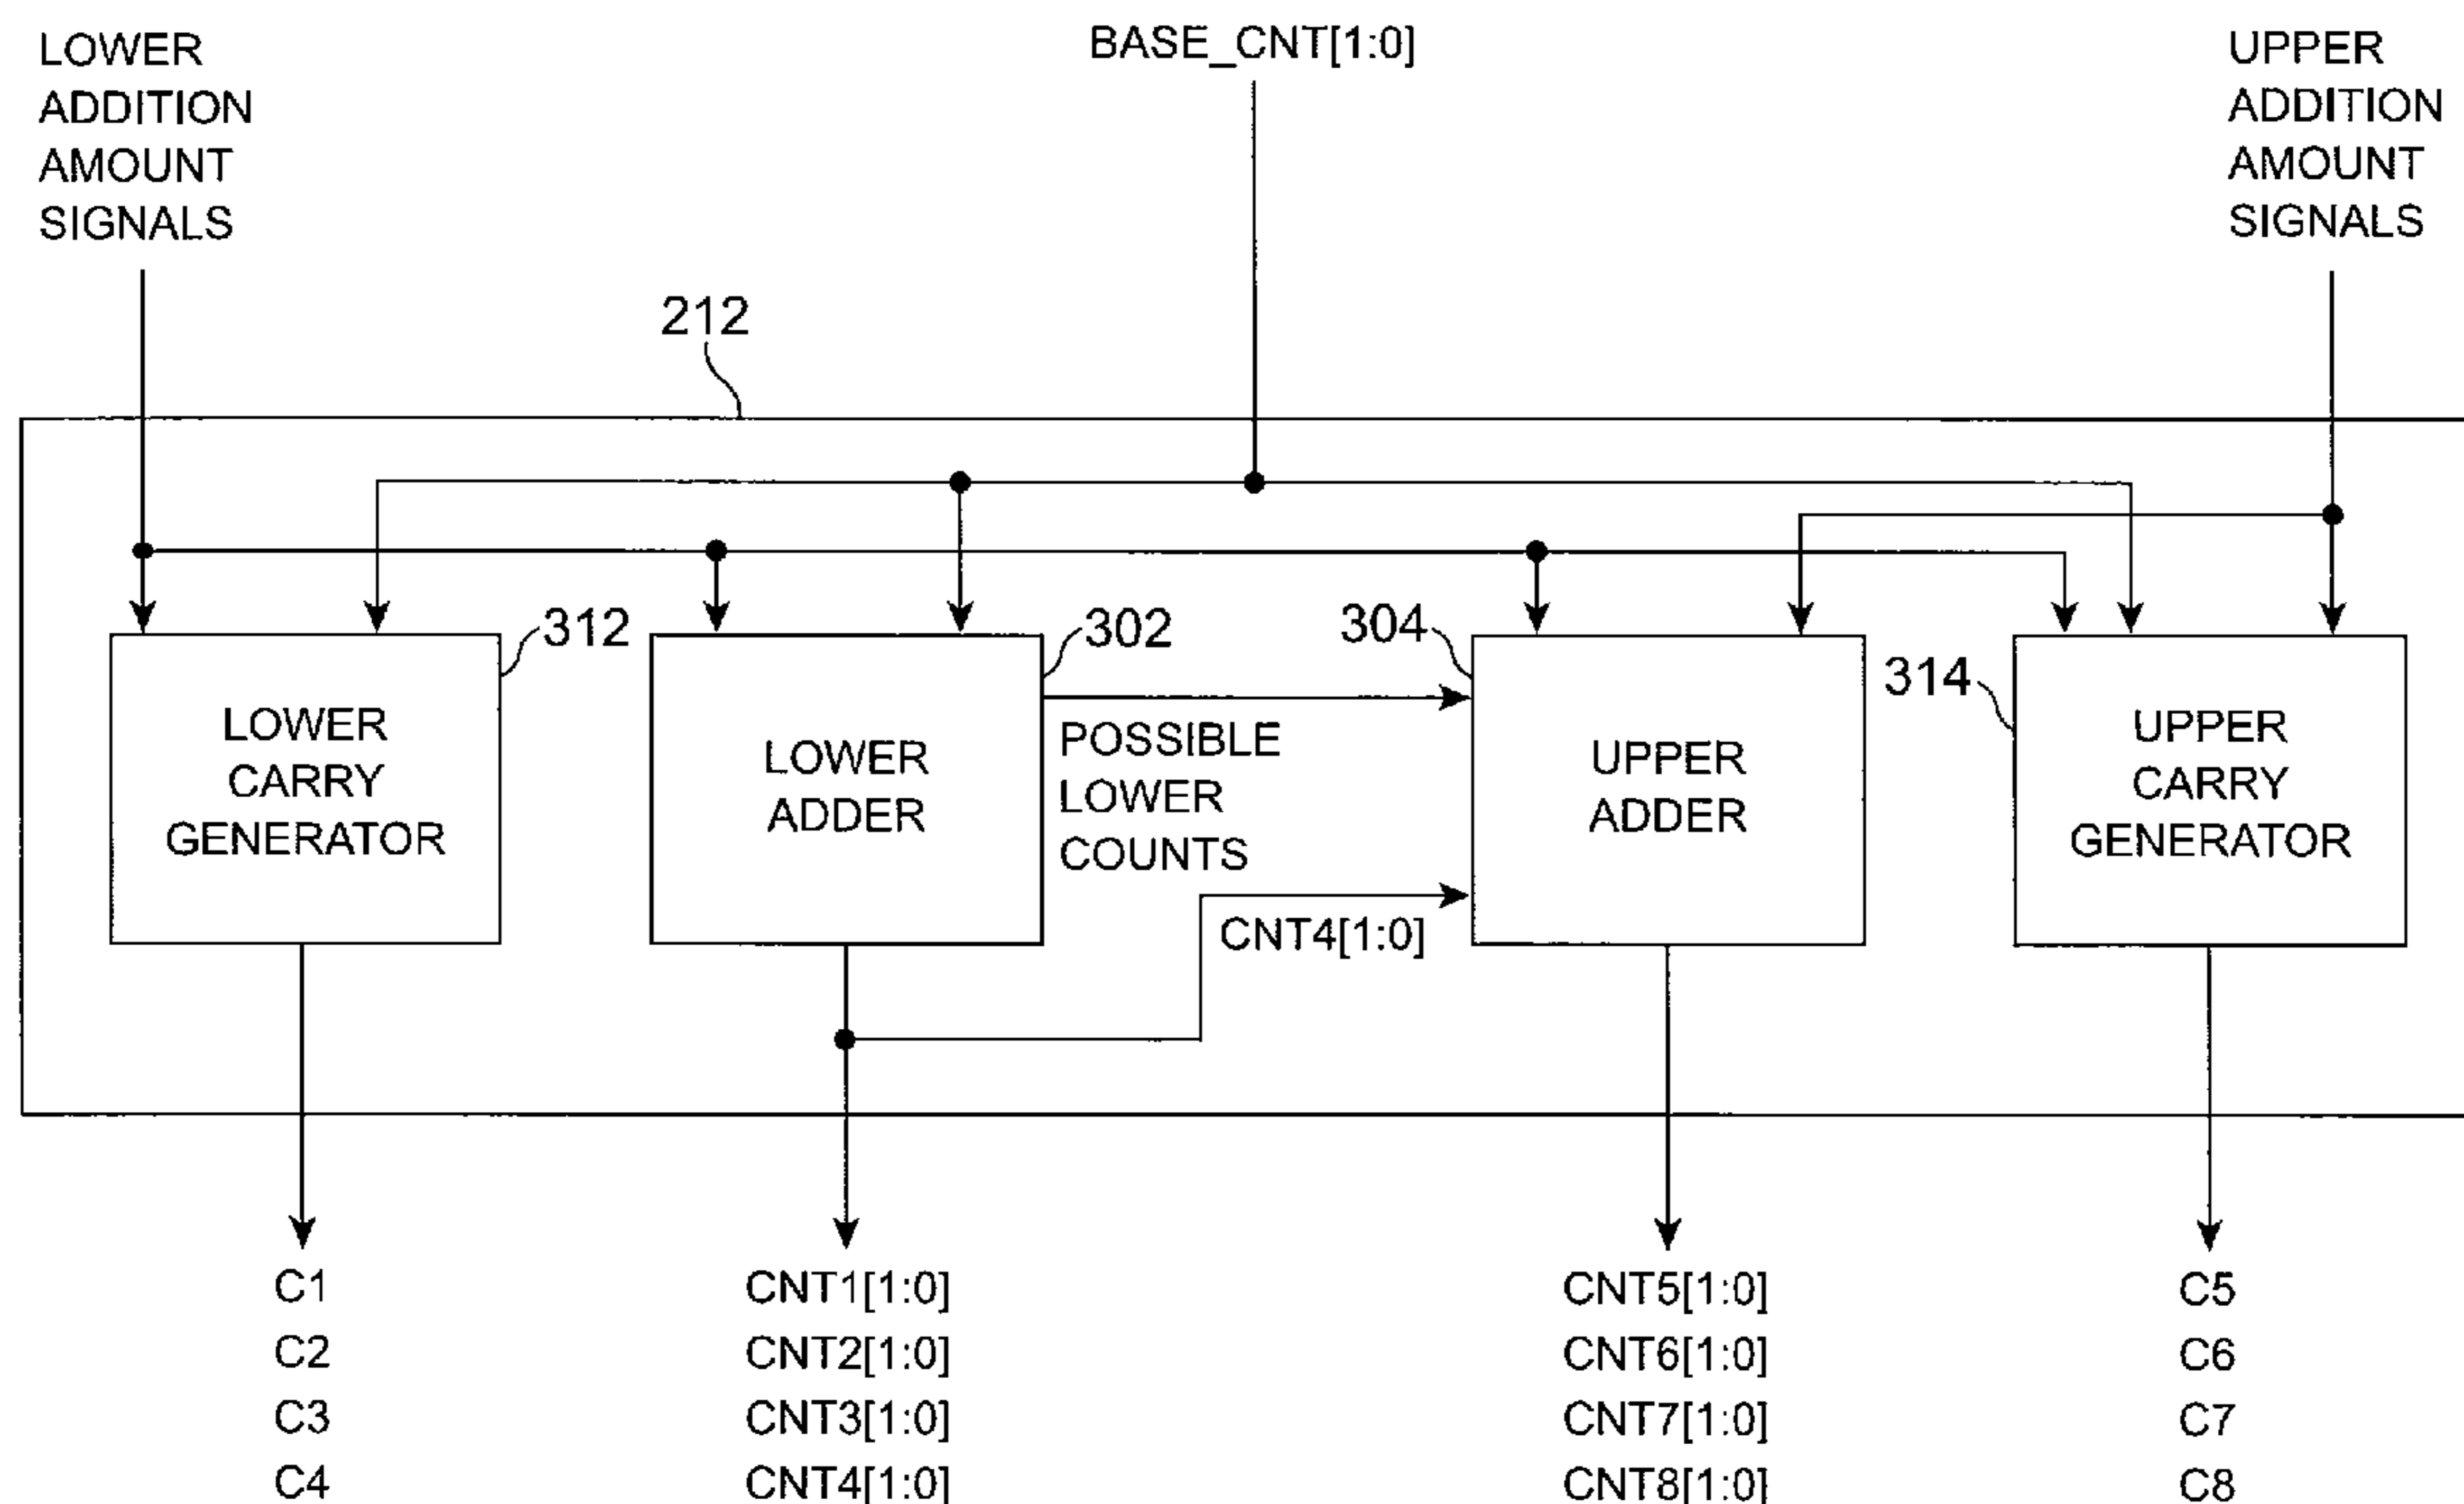 LOWER
ADDITION
AMOUNT
SIGNALS
BASE_CNT[1:0]
UPPER
ADDITION
AMOUNT
SIGNALS
212
312
302
304
314
LOWER
CARRY
GENERATOR
LOWER
ADDER
POSSIBLE
LOWER
COUNTS
CNT4[1:0]
UPPER
ADDER
UPPER
CARRY
GENERATOR
C1
C2
C3
C4
CNT1[1:0]
CNT2[1:0]
CNT3[1:0]
CNT4[1:0]
CNT5[1:0]
CNT6[1:0]
CNT7[1:0]
CNT8[1:0]
C5
C6
C7
C8